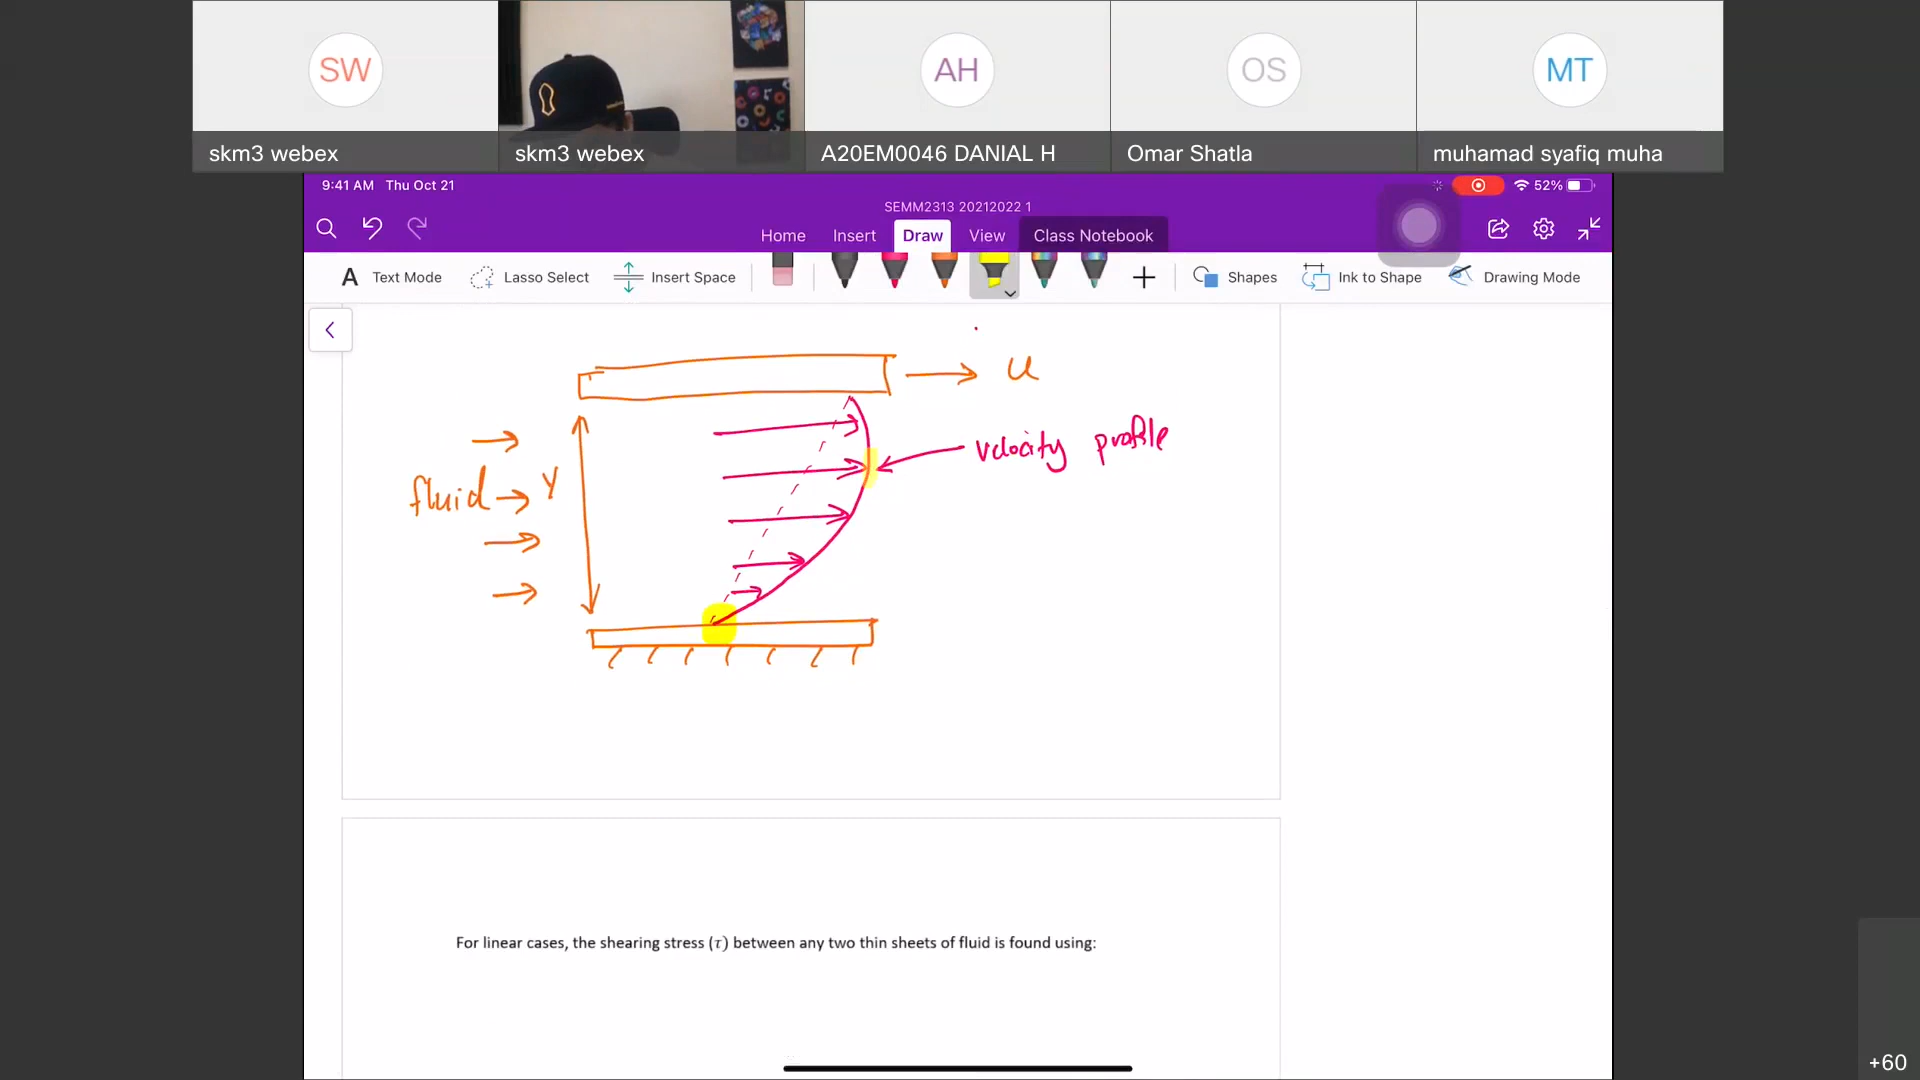 SW
AH
OS
MT
skm3 webex
skm3 webex
A20EM0046 DANIAL H
Omar Shatla
muhamad syafiq muha
9:41 AM Thu Oct 21
52%
SEMM2313 20212022 1
Home Insert Draw View Class Notebook
A Text Mode
Lasso Select
Insert Space
Shapes
Ink to Shape
Drawing Mode
u
velocity profile
fluid
Y
For linear cases, the shearing stress (τ) between any two thin sheets of fluid is found using:
+60